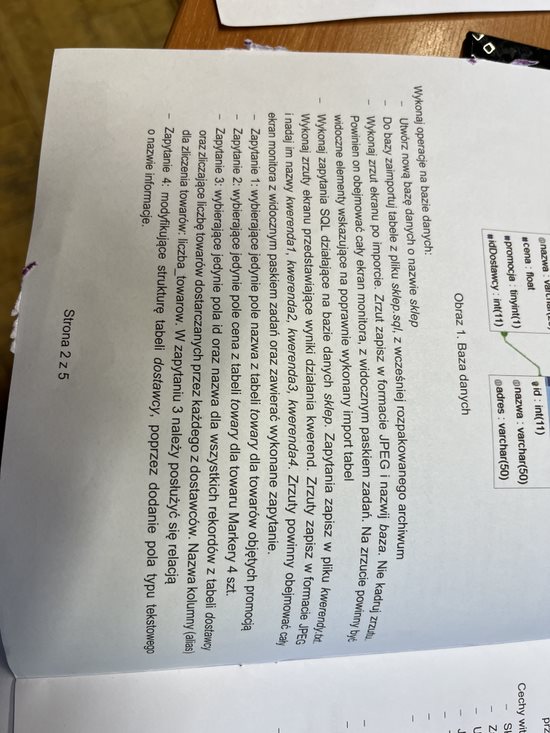 nazwa :
cena : float
promocja : tinyint(1)
idDostawcy : int(11)
id : int(11)
nazwa : varchar(50)
adres : varchar(50)
Obraz 1. Baza danych
Wykonaj operacje na bazie danych:
− Utwórz nową bazę danych o nazwie sklep
− Do bazy zaimportuj tabele z pliku sklep.sql, z wcześniej rozpakowanego archiwum
− Wykonaj zrzut ekranu po imporcie. Zrzut zapisz w formacie JPEG i nazwij baza. Nie kadruj zrzutu.
Powinien on obejmować cały ekran monitora, z widocznym paskiem zadań. Na zrzucie powinny być
widoczne elementy wskazujące na poprawnie wykonany import tabel
− Wykonaj zapytania SQL działające na bazie danych sklep. Zapytania zapisz w pliku kwerendy.txt.
Wykonaj zrzuty ekranu przedstawiające wyniki działania kwerend. Zrzuty zapisz w formacie JPEG
i nadaj im nazwy kwerenda1, kwerenda2, kwerenda3, kwerenda4. Zrzuty powinny obejmować cały
ekran monitora z widocznym paskiem zadań oraz zawierać wykonane zapytanie.
− Zapytanie 1: wybierające jedynie pole nazwa z tabeli towary dla towarów objętych promocją
− Zapytanie 2: wybierające jedynie pole cena z tabeli towary dla towaru Markery 4 szt.
− Zapytanie 3: wybierające jedynie pola id oraz nazwa dla wszystkich rekordów z tabeli dostawcy
oraz zliczające liczbę towarów dostarczanych przez każdego z dostawców. Nazwa kolumny (alias)
dla zliczenia towarów: liczba_towarow. W zapytaniu 3 należy posłużyć się relacją
− Zapytanie 4: modyfikujące strukturę tabeli dostawcy, poprzez dodanie pola typu tekstowego
o nazwie informacje.
Strona 2 z 5
Cechy